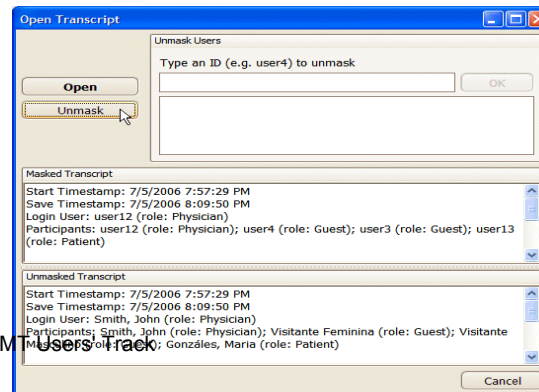 Open Transcript
Unmask Users
Type an ID (e.g. user4) to unmask
Open
OK
Unmask
Masked Transcript
Start Timestamp: 7/5/2006 7:57:29 PM
Save Timestamp: 7/5/2006 8:09:50 PM
Login User: user12 (role: Physician)
Participants: user12 (role: Physician); user4 (role: Guest); user3 (role: Guest); user13
(role: Patient)
Unmasked Transcript
Start Timestamp: 7/5/2006 7:57:29 PM
Save Timestamp: 7/5/2006 8:09:50 PM
Login User: Smith, John (role: Physician)
Participants: Smith, John (role: Physician); Visitante Feminina (role: Guest); Visitante
Masculino (role: Guest); Gonzáles, Maria (role: Patient)
MT Users' Track
Cancel